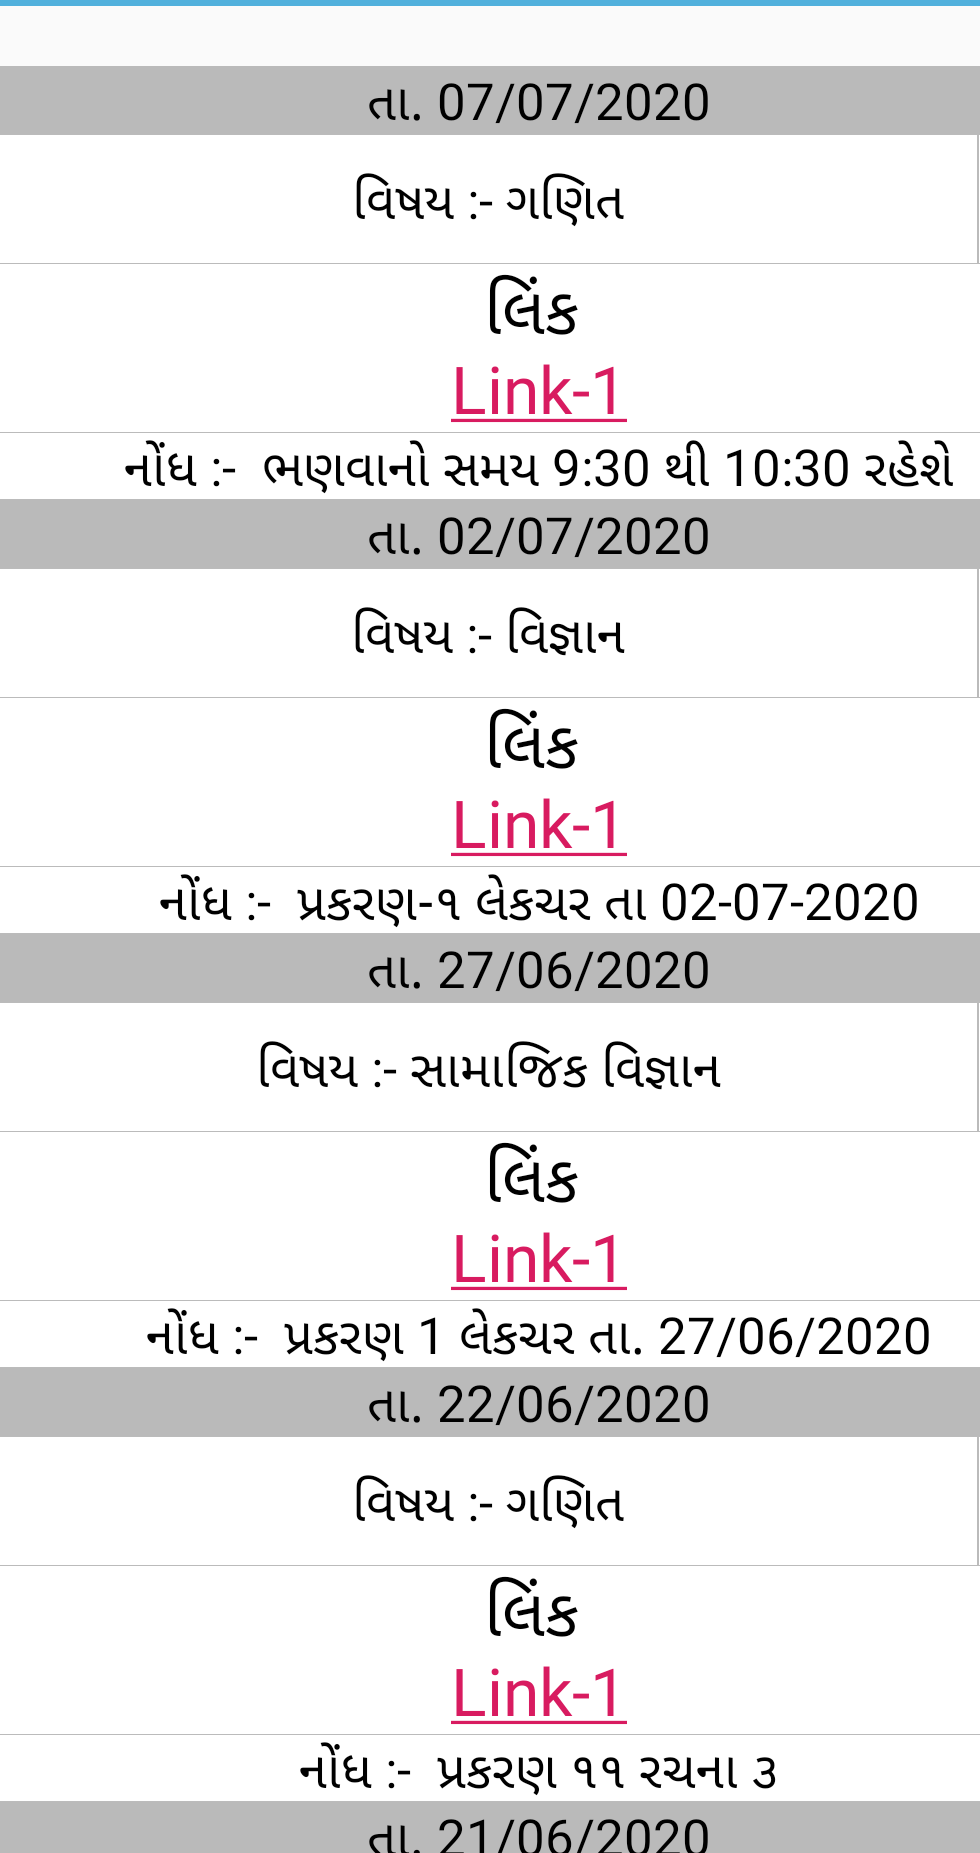 તા. 07/07/2020
વિષય :- ગણિત
લિંક
Link-1
નોંધ :-  ભણવાનો સમય 9:30 થી 10:30 રહેશે
તા. 02/07/2020
વિષય :- વિજ્ઞાન
લિંક
Link-1
નોંધ :-  પ્રકરણ-૧ લેકચર તા 02-07-2020
તા. 27/06/2020
વિષય :- સામાજિક વિજ્ઞાન
લિંક
Link-1
નોંધ :-  પ્રકરણ 1 લેકચર તા. 27/06/2020
તા. 22/06/2020
વિષય :- ગણિત
લિંક
Link-1
નોંધ :-  પ્રકરણ ૧૧ રચના ૩
તા. 21/06/2020